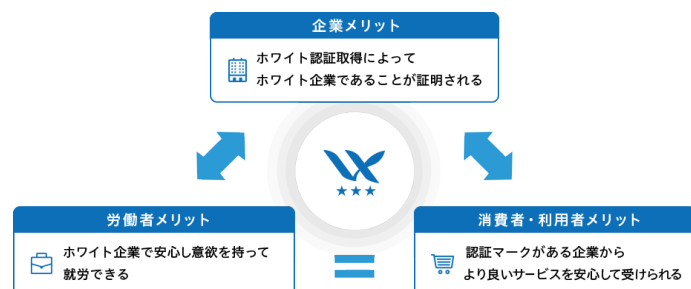 企業メリット
ホワイト認証取得によって
ホワイト企業であることが証明される
労働者メリット
ホワイト企業で安心し意欲を持って
就労できる
消費者・利用者メリット
認証マークがある企業から
より良いサービスを安心して受けられる